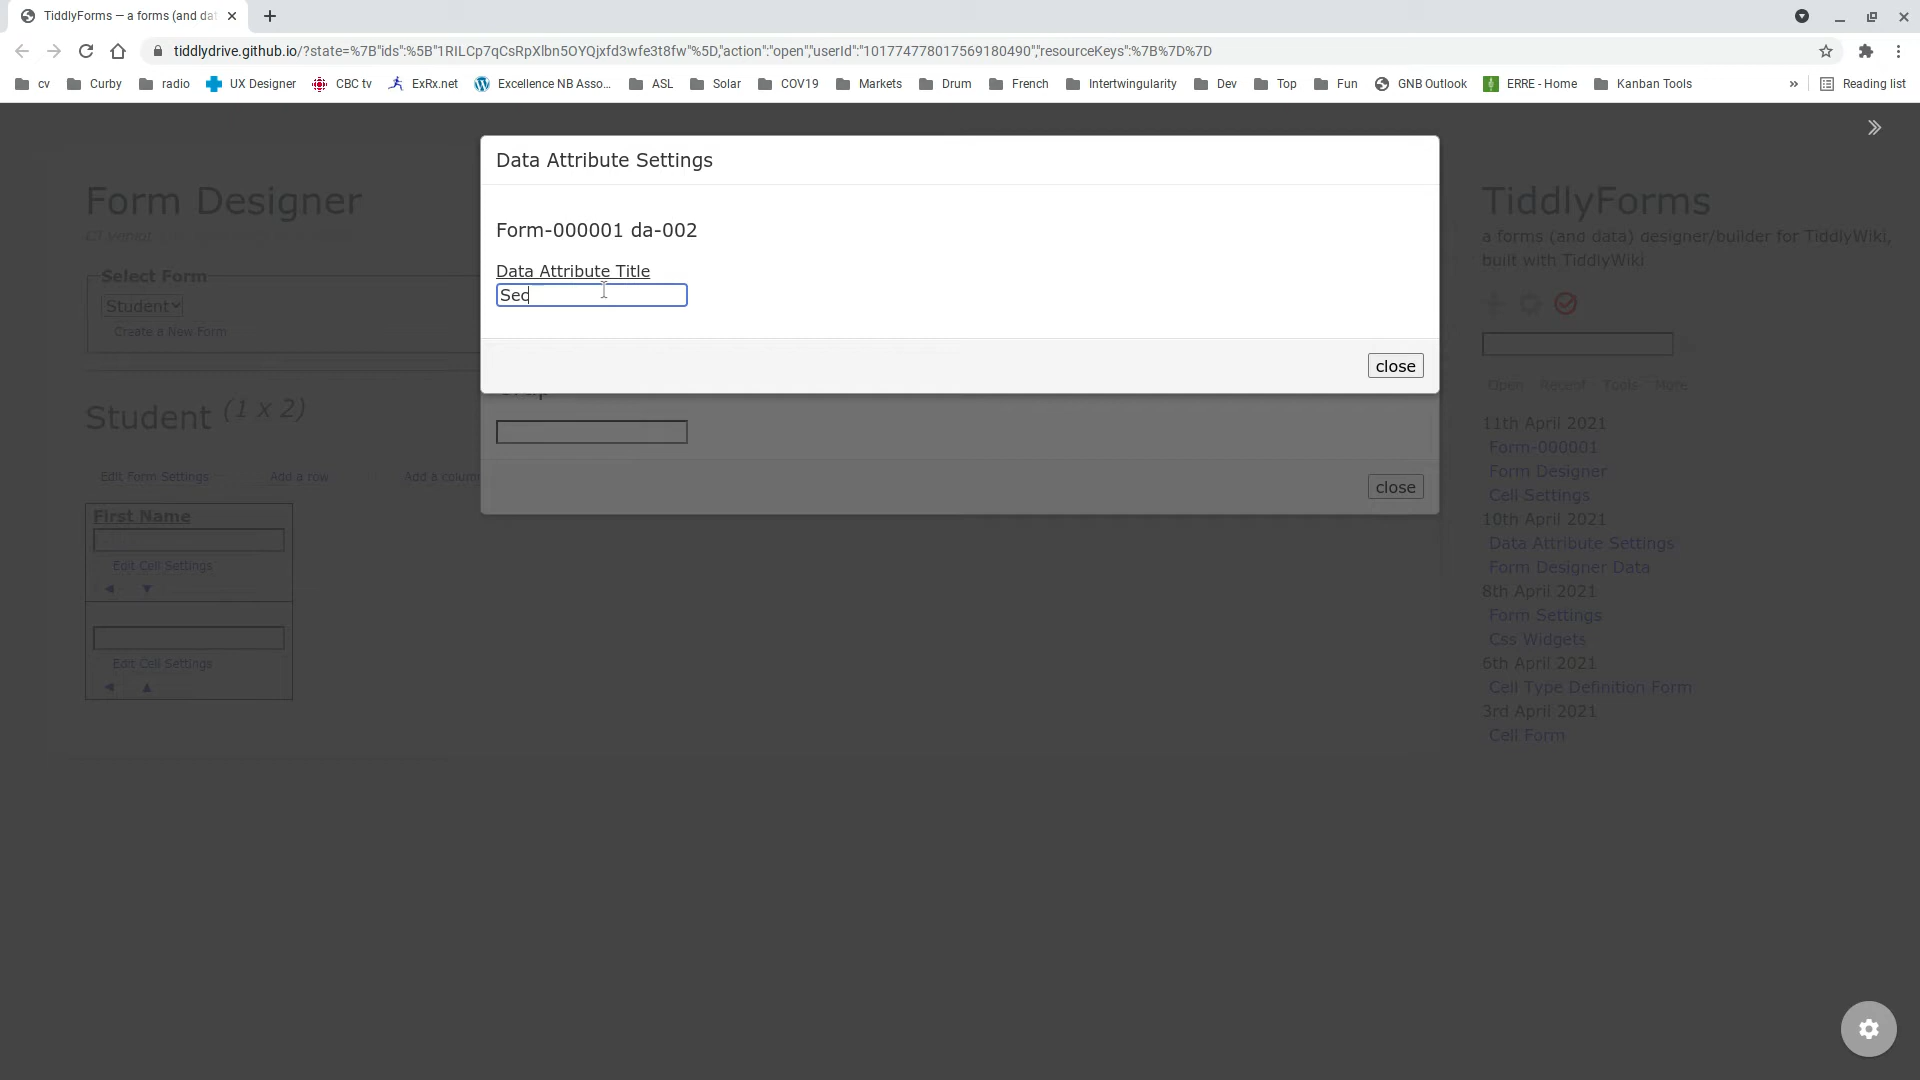 TiddlyForms — a forms (and dat
tiddlydrive.github.io/?state=%7B"ids":%5B"1RILCp7qCsRpXlbn5OYQjxfd3wfe3t8fw"%5D,"action":"open","userId":"101774778017569180490","resourceKeys":%7B%7D%7D
cv Curby radio UX Designer CBC tv ExRx.net Excellence NB Asso... ASL Solar COV19 Markets Drum French Intertwingularity Dev Top Fun GNB Outlook ERRE - Home Kanban Tools » Reading list
Data Attribute Settings
Form-000001 da-002
Data Attribute Title
Sec
close
close
Form Designer
Select Form
Student
Create a New Form
Student (1 x 2)
Edit Form Settings Add a row Add a colum
First Name
Edit Cell Settings
Edit Cell Settings
TiddlyForms
a forms (and data) designer/builder for TiddlyWiki,
built with TiddlyWiki
Open Recent Tools More
11th April 2021
Form-000001
Form Designer
Cell Settings
10th April 2021
Data Attribute Settings
Form Designer Data
8th April 2021
Form Settings
Css Widgets
6th April 2021
Cell Type Definition Form
3rd April 2021
Cell Form